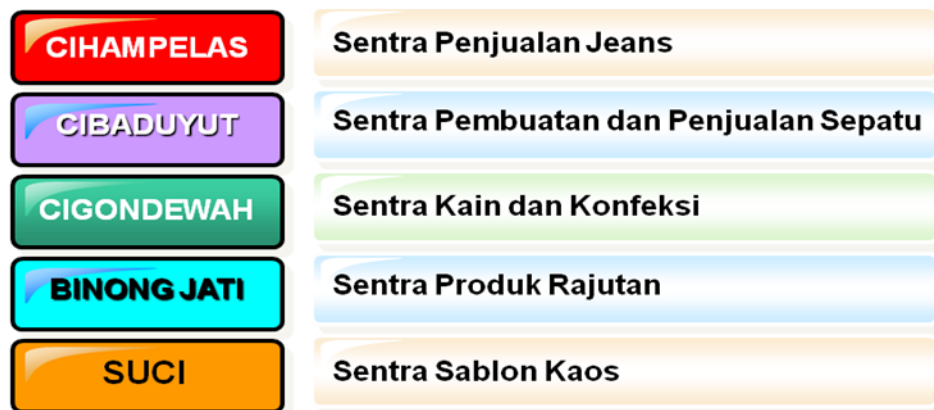 CIHAMPELAS
Sentra Penjualan Jeans
CIBADUYUT
Sentra Pembuatan dan Penjualan Sepatu
CIGONDEWAH
Sentra Kain dan Konfeksi
BINONG JATI
Sentra Produk Rajutan
SUCI
Sentra Sablon Kaos